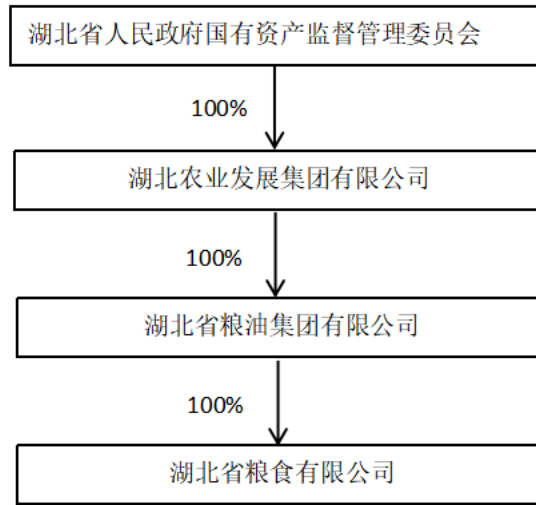 湖北省人民政府国有资产监督管理委员会
100%
湖北农业发展集团有限公司
100%
湖北省粮油集团有限公司
100%
湖北省粮食有限公司